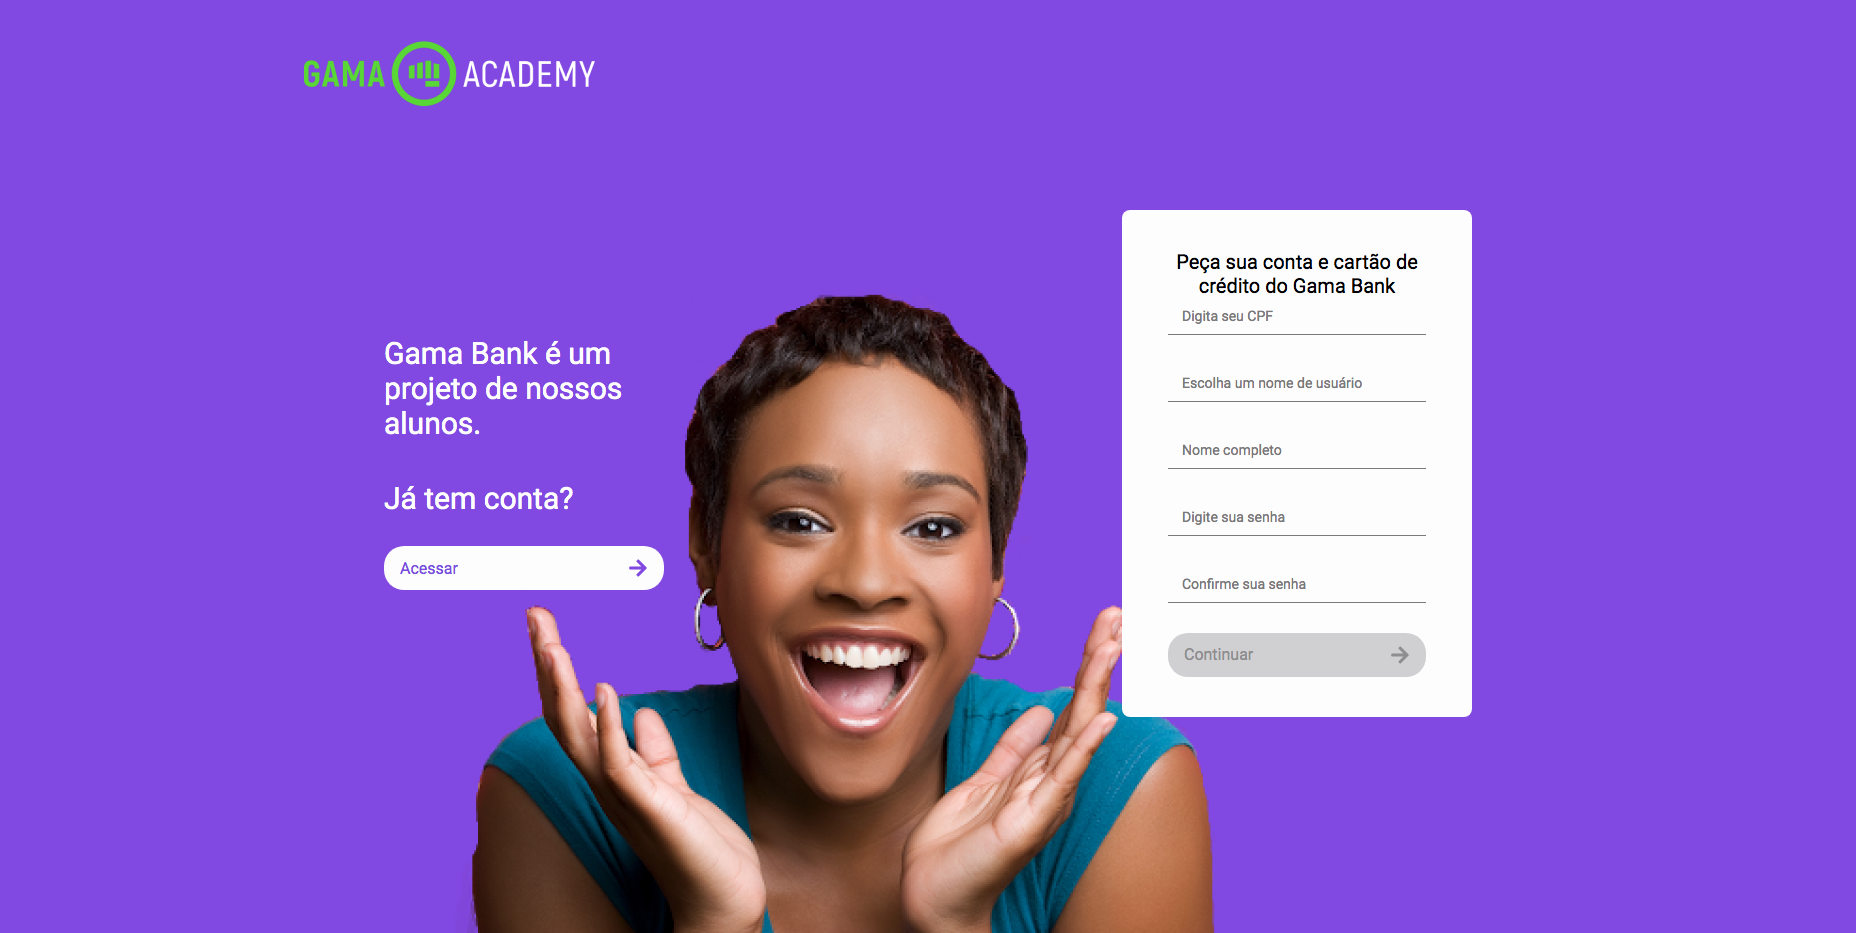 GAMA ACADEMY
Gama Bank é um
projeto de nossos
alunos.
Já tem conta?
Acessar
Peça sua conta e cartão de
crédito do Gama Bank
Digita seu CPF
Escolha um nome de usuário
Nome completo
Digite sua senha
Confirme sua senha
Continuar